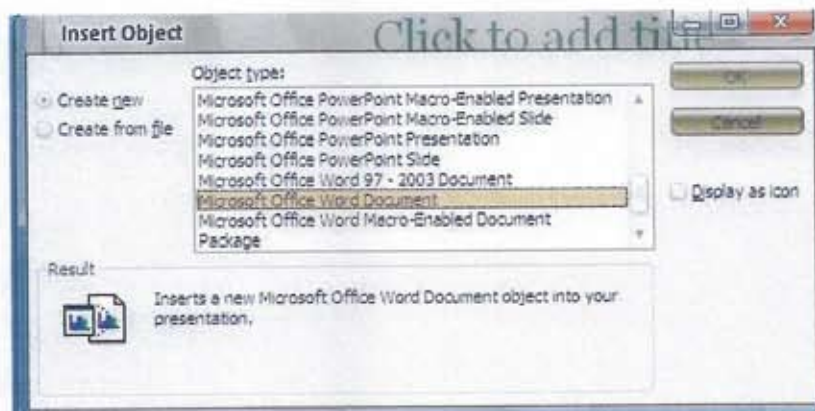 Insert Object
Click to add title
Object type:
Create new
Create from file
Microsoft Office PowerPoint Macro-Enabled Presentation
Microsoft Office PowerPoint Macro-Enabled Slide
Microsoft Office PowerPoint Presentation
Microsoft Office PowerPoint Slide
Microsoft Office Word 97 - 2003 Document
Microsoft Office Word Document
Microsoft Office Word Macro-Enabled Document
Package
OK
Cancel
Display as icon
Result
Inserts a new Microsoft Office Word Document object into your
presentation.